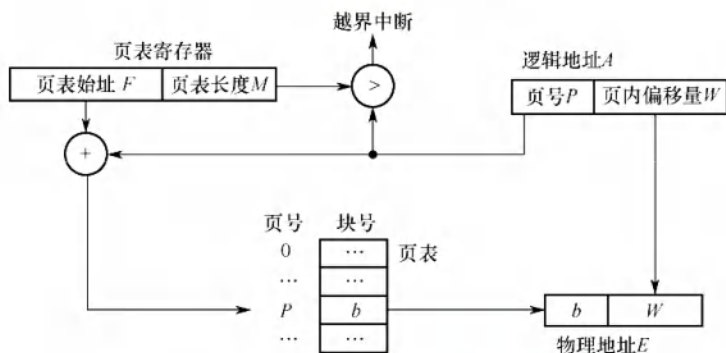 越界中断
页表寄存器
逻辑地址A
页表始址 F 页表长度M
>
页号P 页内偏移量W
+
页号 块号
0 … 页表
… …
P b
… …
b W
物理地址E